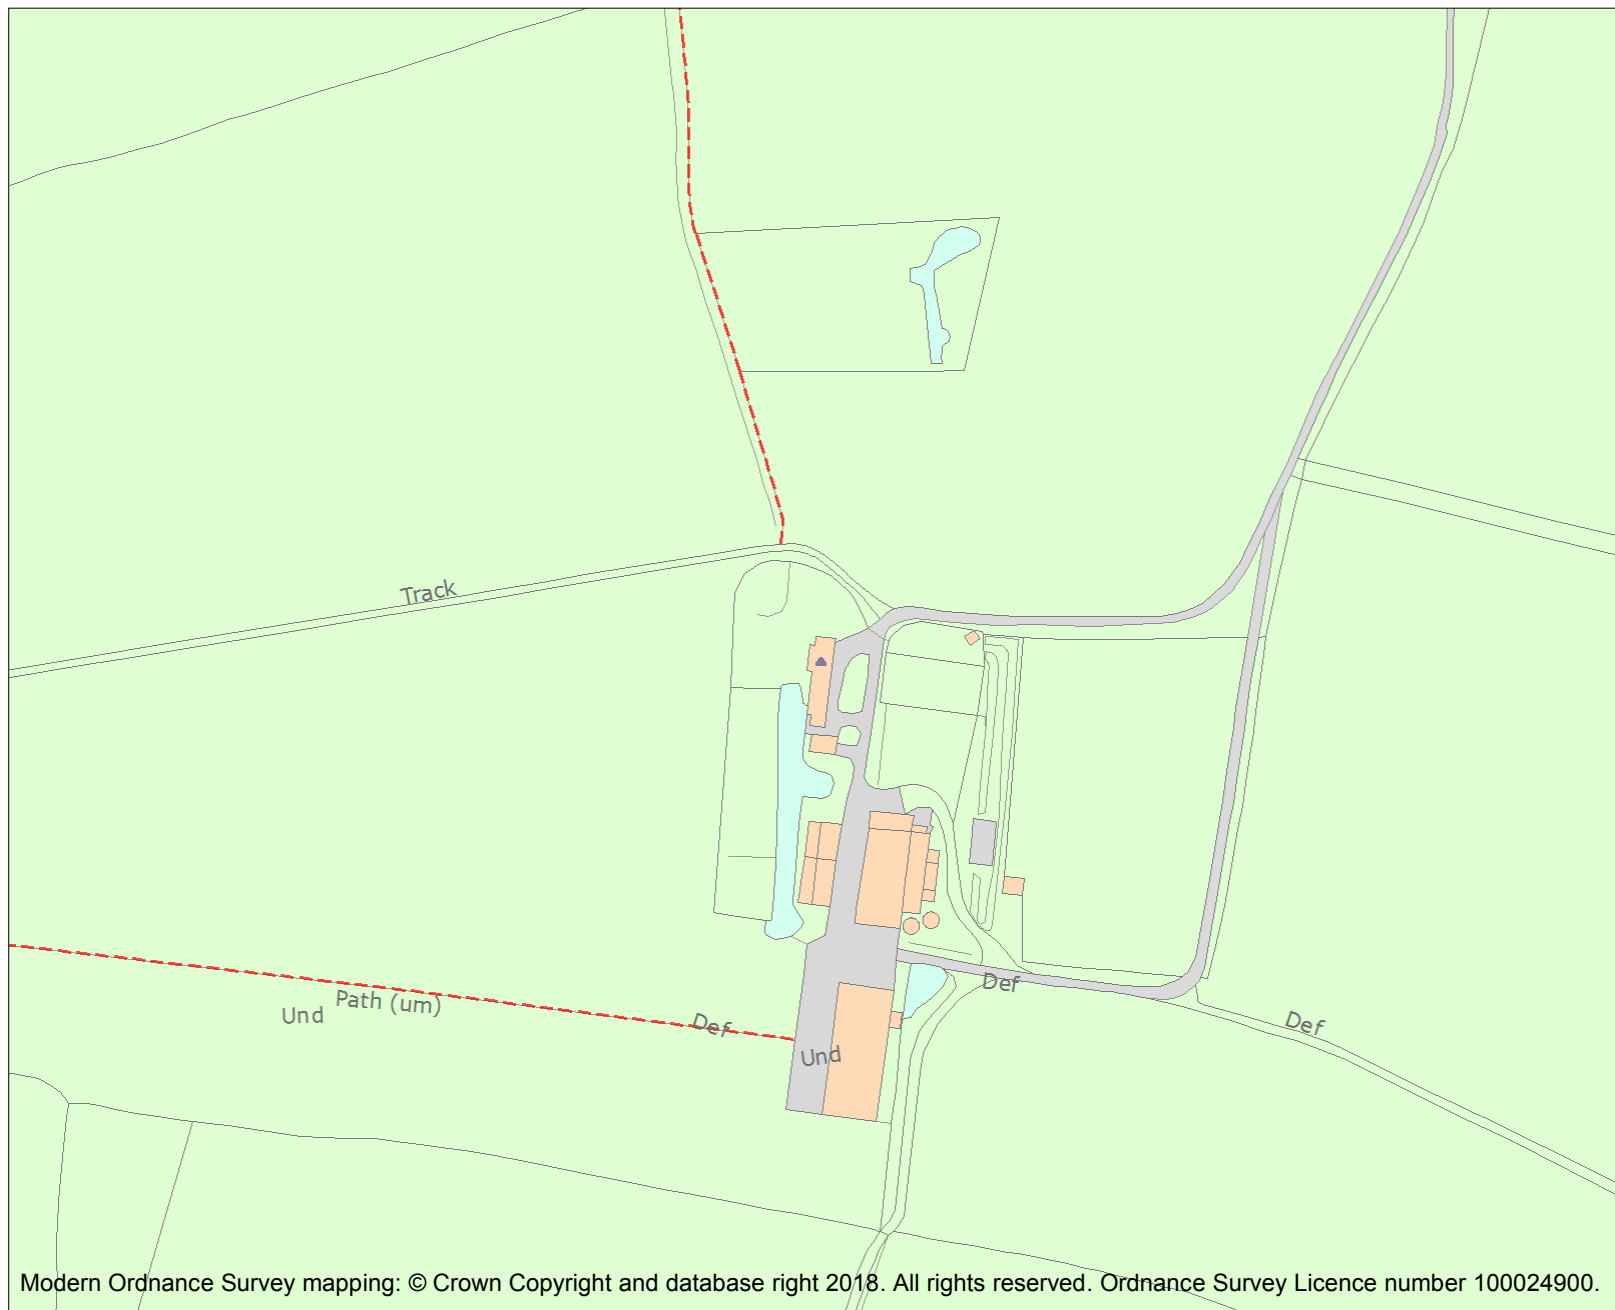 Track
Def
Path (um)
Und
Def
Def
Und
Modern Ordnance Survey mapping: © Crown Copyright and database right 2018. All rights reserved. Ordnance Survey Licence number 100024900.